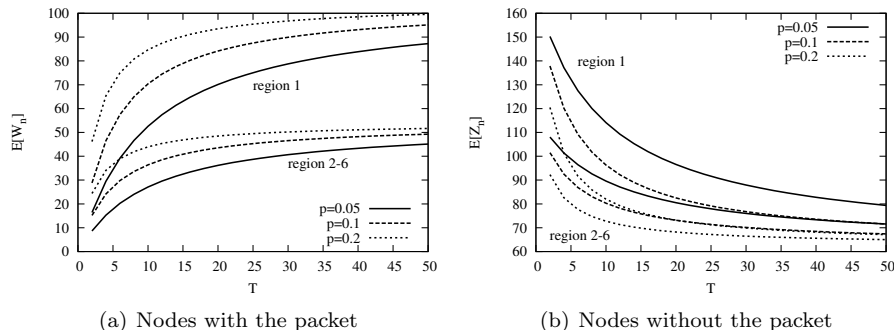 100
90
80
70
60
50
40
30
20
10
0
E[W_n]
region 1
region 2-6
p=0.05
p=0.1
p=0.2
0 5 10 15 20 25 30 35 40 45 50
T
(a) Nodes with the packet
160
150
140
130
120
110
100
90
80
70
60
E[Z_n]
p=0.05
p=0.1
p=0.2
region 1
region 2-6
0 5 10 15 20 25 30 35 40 45 50
T
(b) Nodes without the packet